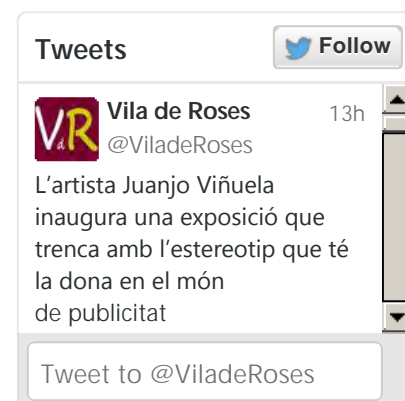 Tweets Follow
VdR Vila de Roses 13h
@ViladeRoses
L'artista Juanjo Viñuela
inaugura una exposició que
trenca amb l'estereotip que té
la dona en el món
de publicitat
Tweet to @ViladeRoses